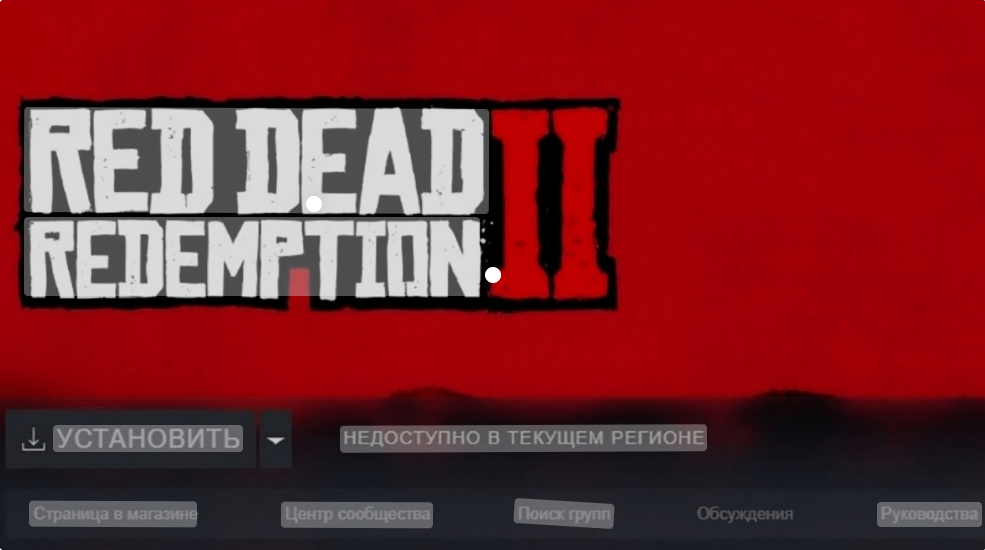 RED DEAD
REDEMPTION II
УСТАНОВИТЬ
НЕДОСТУПНО В ТЕКУЩЕМ РЕГИОНЕ
Страница в магазине Центр сообщества Поиск групп Обсуждения Руководства